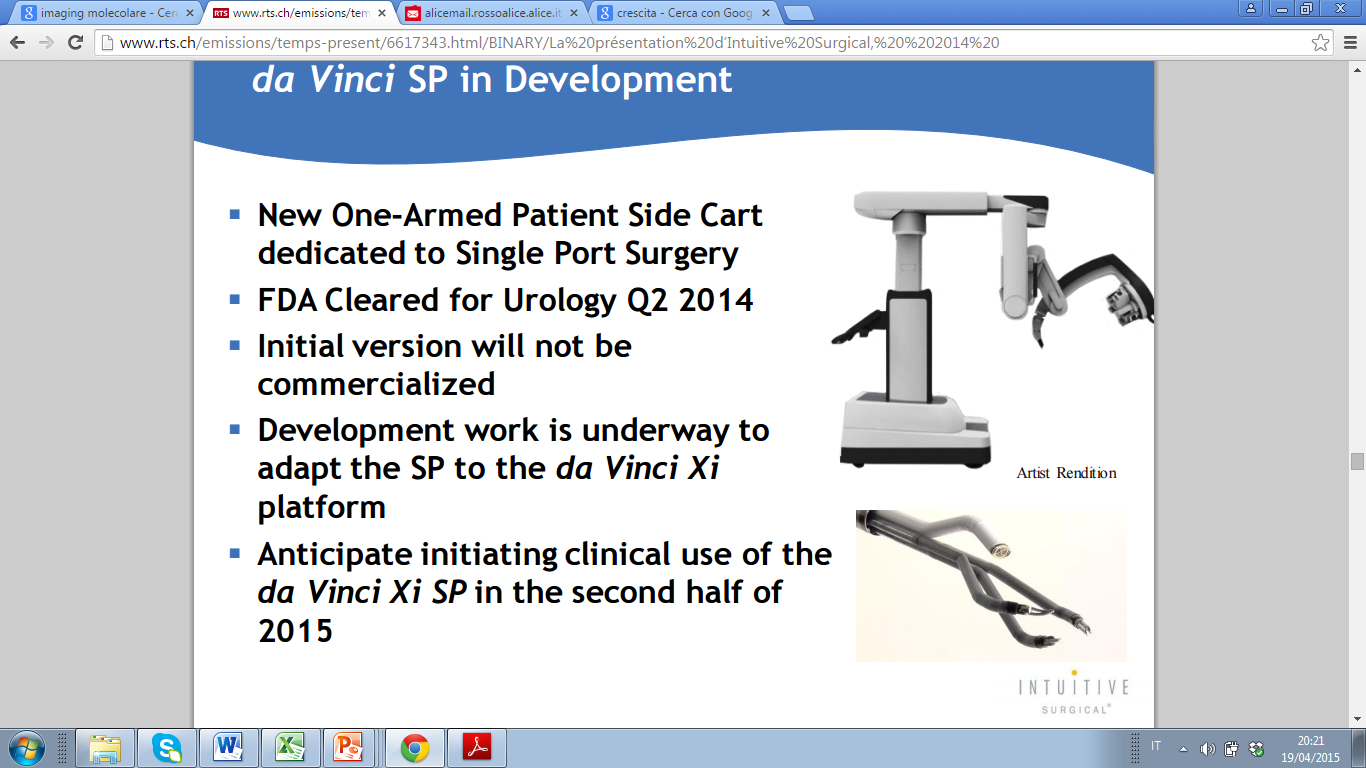 imaging molecolare - Cer
www.rts.ch/emissions/tem
alicemail.rossoalice.alice.it
crescita - Cerca con Goog
www.rts.ch/emissions/temps-present/6617343.html/BINARY/La%20présentation%20d'Intuitive%20Surgical,%20%202014%20
da Vinci SP in Development
▪ New One-Armed Patient Side Cart
dedicated to Single Port Surgery
▪ FDA Cleared for Urology Q2 2014
▪ Initial version will not be
commercialized
▪ Development work is underway to
adapt the SP to the da Vinci Xi
platform
▪ Anticipate initiating clinical use of the
da Vinci Xi SP in the second half of
2015
Artist Rendition
INTUITIVE
SURGICAL®
IT
20:21
19/04/2015